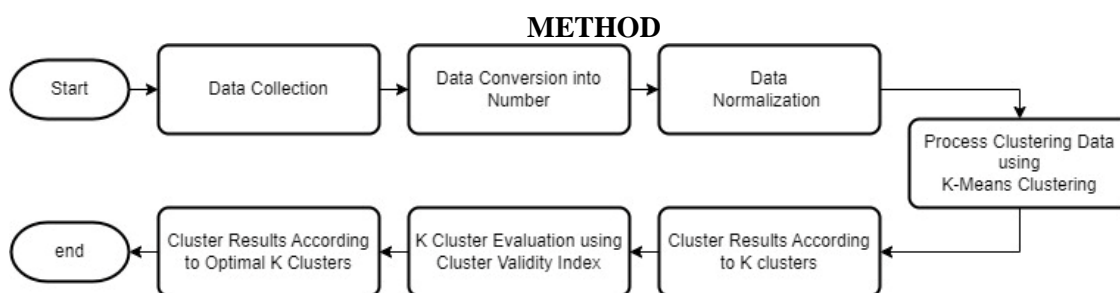 METHOD
Start
Data Collection
Data Conversion into
Number
Data
Normalization
Process Clustering Data
using
K-Means Clustering
Cluster Results According
to K clusters
K Cluster Evaluation using
Cluster Validity Index
Cluster Results According
to Optimal K Clusters
end